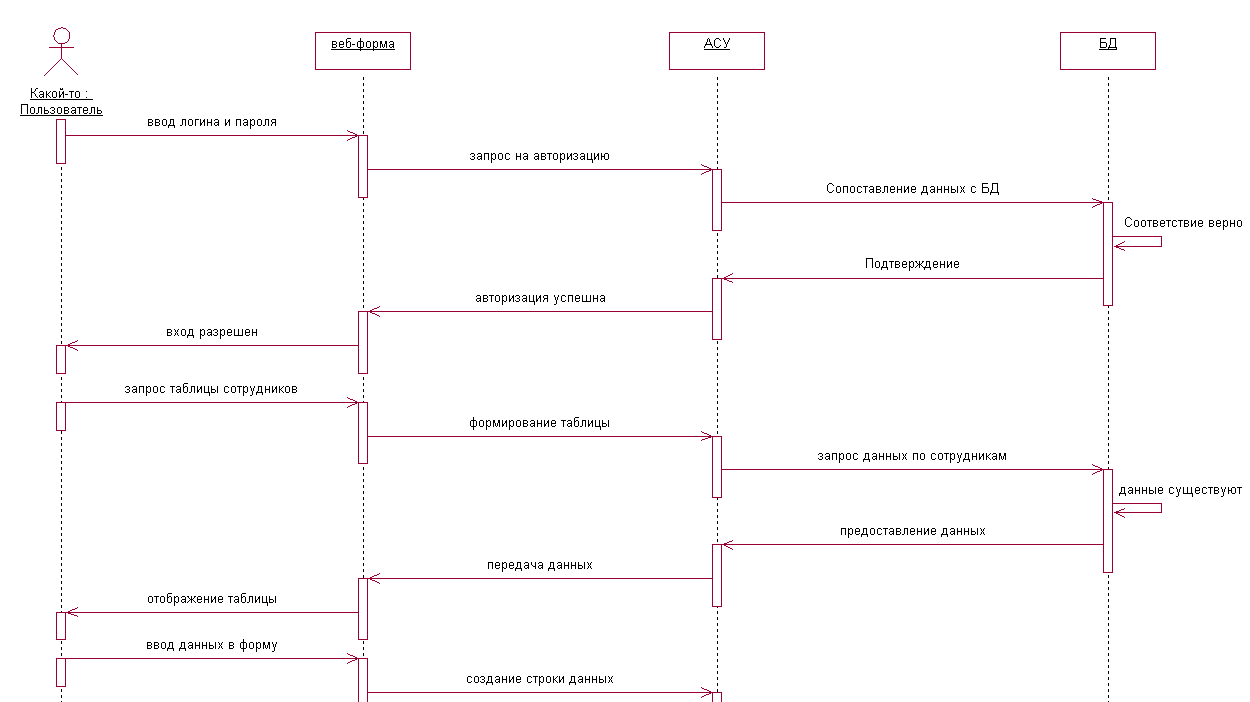 веб-форма
АСУ
БД
Какой-то :
Пользователь
ввод логина и пароля
запрос на авторизацию
Сопоставление данных с БД
Соответствие верно
Подтверждение
авторизация успешна
вход разрешен
запрос таблицы сотрудников
формирование таблицы
запрос данных по сотрудникам
данные существуют
предоставление данных
передача данных
отображение таблицы
ввод данных в форму
создание строки данных